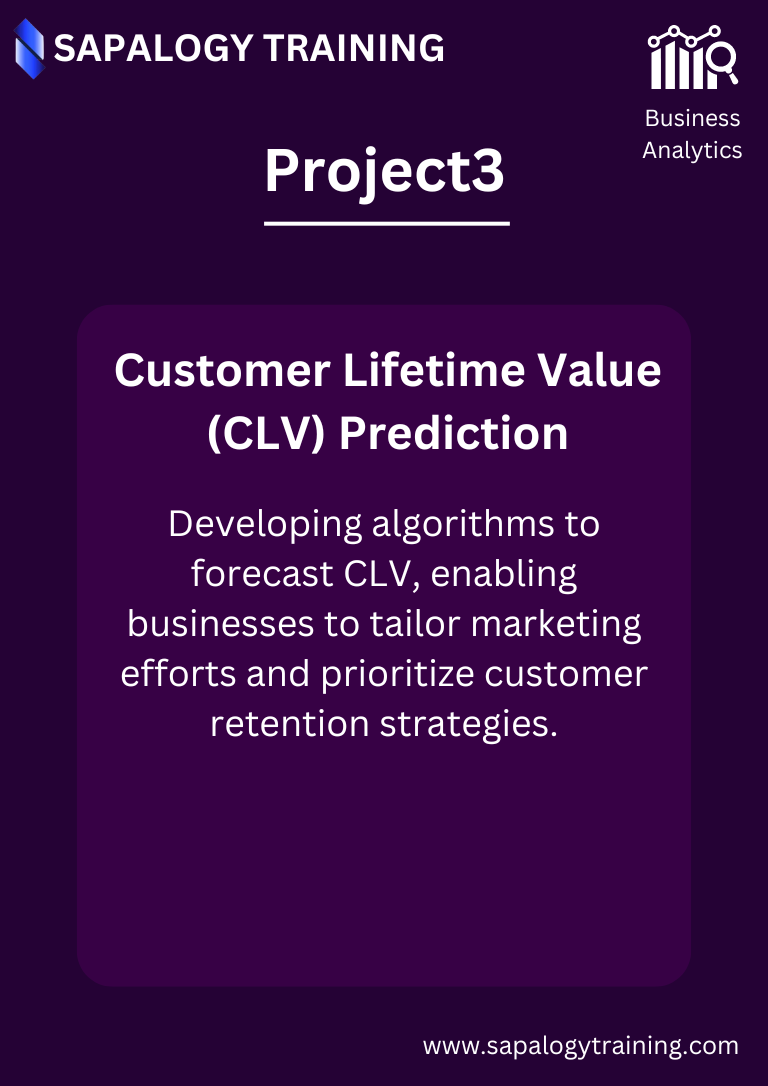 SAPALOGY TRAINING
Business
Analytics
Project3
Customer Lifetime Value
(CLV) Prediction
Developing algorithms to
forecast CLV, enabling
businesses to tailor marketing
efforts and prioritize customer
retention strategies.
www.sapalogytraining.com